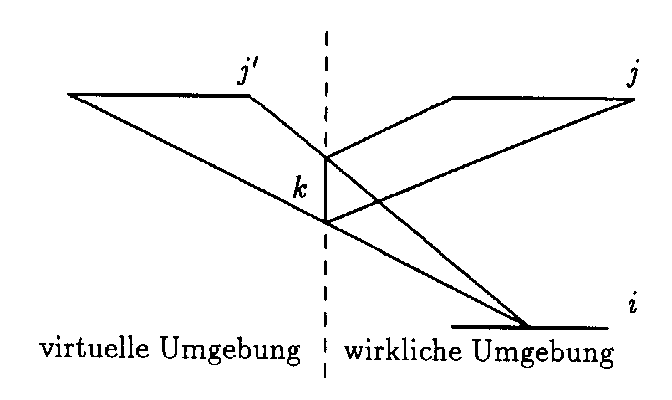 j′ j
k
i
virtuelle Umgebung wirkliche Umgebung